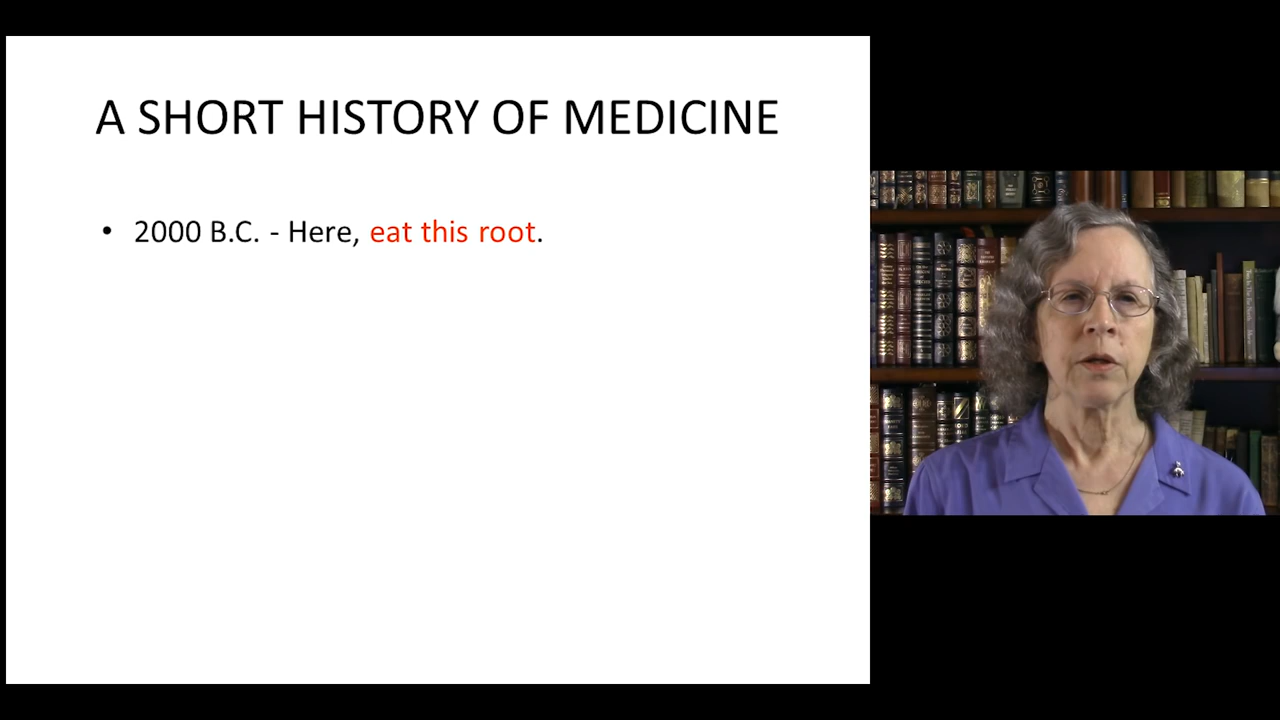 A SHORT HISTORY OF MEDICINE
• 2000 B.C. - Here, eat this root.